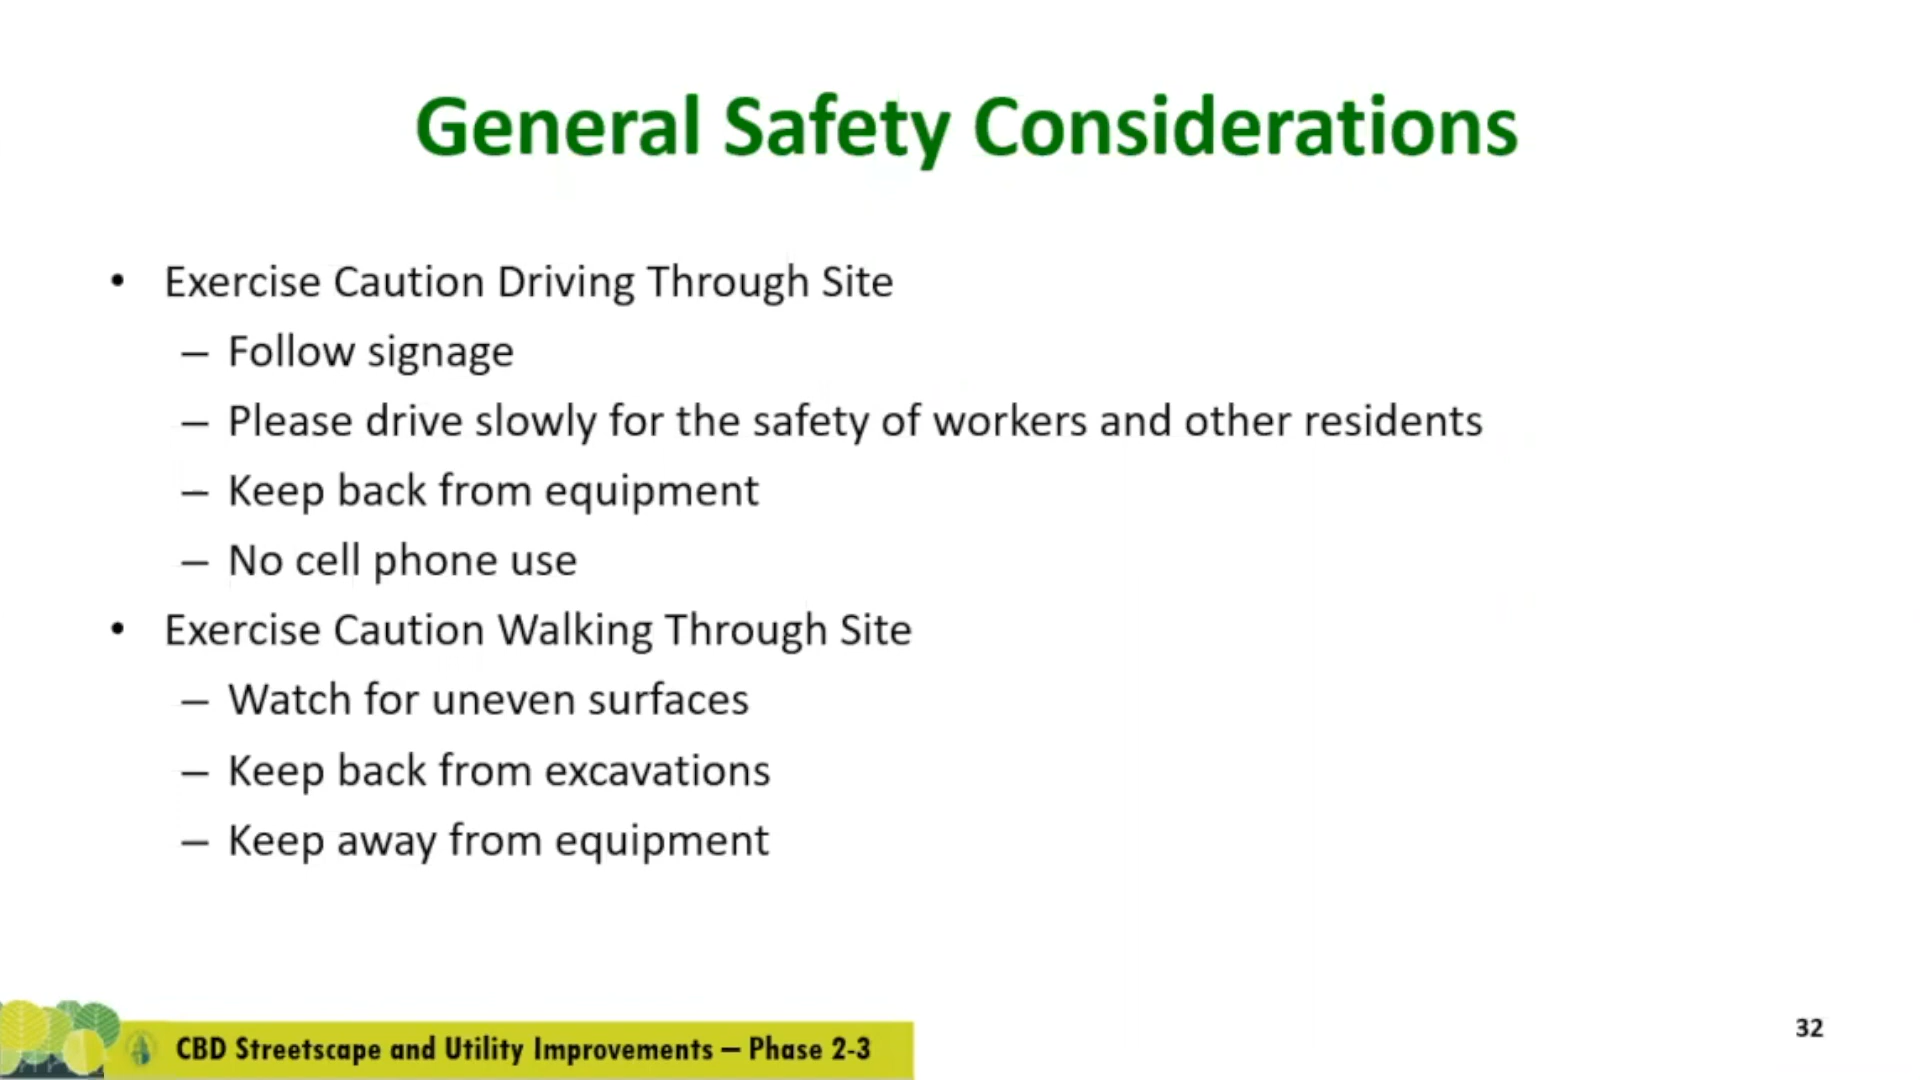 General Safety Considerations
• Exercise Caution Driving Through Site
– Follow signage
– Please drive slowly for the safety of workers and other residents
– Keep back from equipment
– No cell phone use
• Exercise Caution Walking Through Site
– Watch for uneven surfaces
– Keep back from excavations
– Keep away from equipment
CBD Streetscape and Utility Improvements – Phase 2-3
32